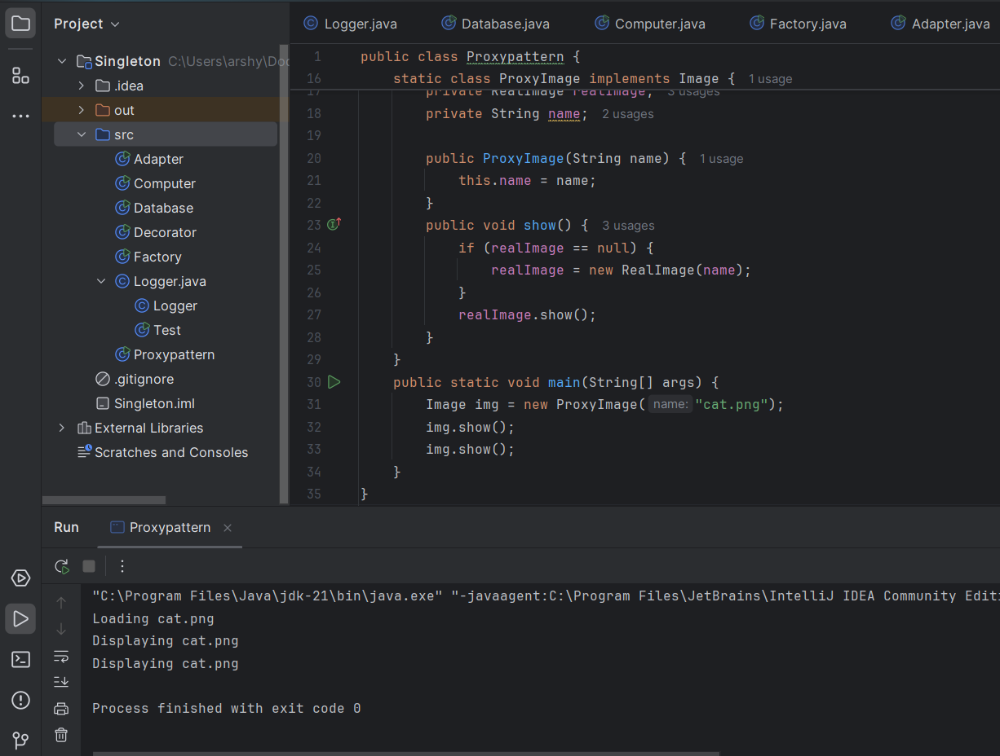 Project
Logger.java
Database.java
Computer.java
Factory.java
Adapter.java
Singleton C:\Users\arshy\Doc
.idea
out
src
Adapter
Computer
Database
Decorator
Factory
Logger.java
Logger
Test
Proxypattern
.gitignore
Singleton.iml
External Libraries
Scratches and Consoles
1 public class Proxypattern {
16 static class ProxyImage implements Image { 1 usage
17 private RealImage realImage; 3 usages
18 private String name; 2 usages
19
20 public ProxyImage(String name) { 1 usage
21 this.name = name;
22 }
23 public void show() { 3 usages
24 if (realImage == null) {
25 realImage = new RealImage(name);
26 }
27 realImage.show();
28 }
29 }
30 public static void main(String[] args) {
31 Image img = new ProxyImage( name: "cat.png");
32 img.show();
33 img.show();
34 }
35 }
Run
Proxypattern
"C:\Program Files\Java\jdk-21\bin\java.exe" "-javaagent:C:\Program Files\JetBrains\IntelliJ IDEA Community Editi
Loading cat.png
Displaying cat.png
Displaying cat.png
Process finished with exit code 0